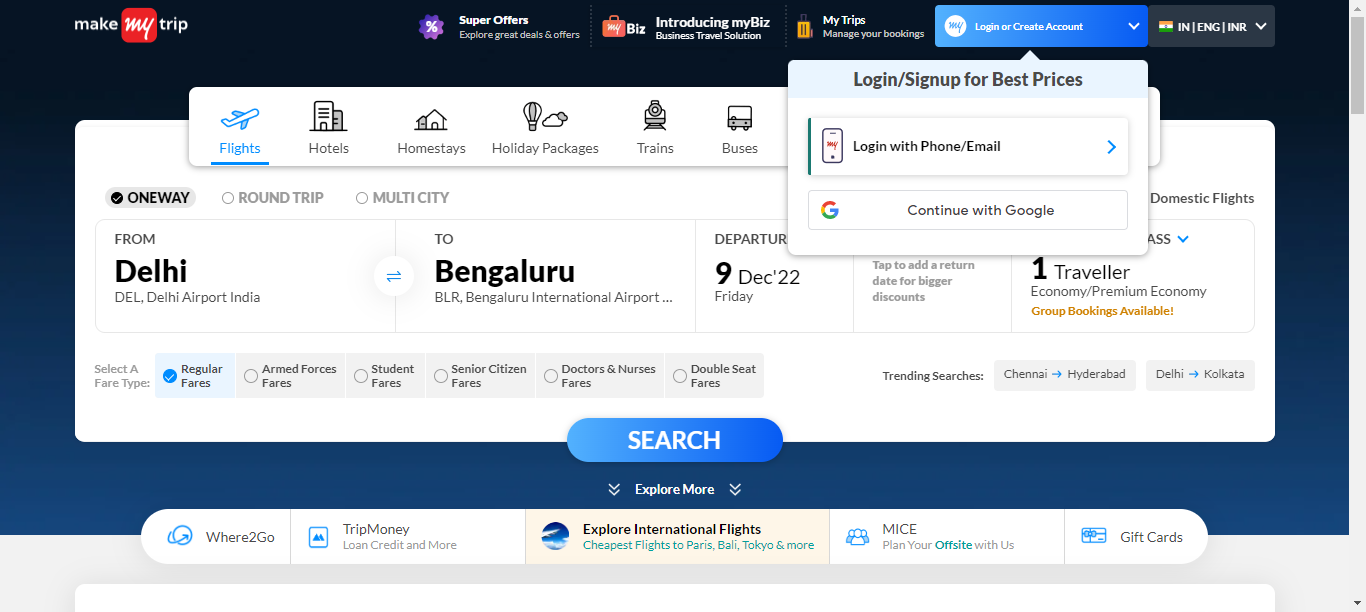 make my trip
Super Offers
Explore great deals & offers
my Biz
Introducing myBiz
Business Travel Solution
My Trips
Manage your bookings
my
Login or Create Account
IN | ENG | INR
Login/Signup for Best Prices
my
Login with Phone/Email
Continue with Google
Flights
Hotels
Homestays
Holiday Packages
Trains
Buses
ONEWAY
ROUND TRIP
MULTI CITY
Domestic Flights
FROM
Delhi
DEL, Delhi Airport India
TO
Bengaluru
BLR, Bengaluru International Airport ...
DEPARTUR
9 Dec'22
Friday
Tap to add a return
date for bigger
discounts
ASS
1 Traveller
Economy/Premium Economy
Group Bookings Available!
Select A
Fare Type:
Regular
Fares
Armed Forces
Fares
Student
Fares
Senior Citizen
Fares
Doctors & Nurses
Fares
Double Seat
Fares
Trending Searches:
Chennai → Hyderabad
Delhi → Kolkata
SEARCH
Explore More
Where2Go
TripMoney
Loan Credit and More
Explore International Flights
Cheapest Flights to Paris, Bali, Tokyo & more
MICE
Plan Your Offsite with Us
Gift Cards